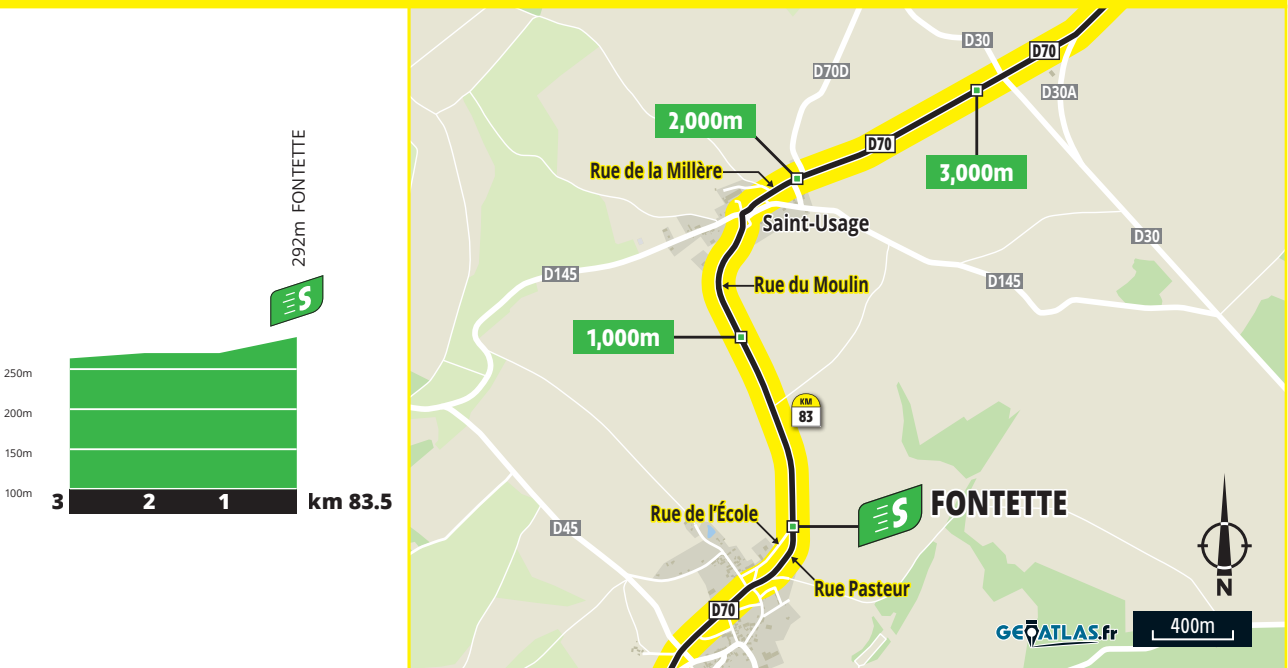 292m FONTETTE
S
250m
200m
150m
100m
3
2
1
km 83.5
D30
D70
D70D
D30A
2,000m
D70
3,000m
Rue de la Millère
Saint-Usage
D30
D145
D145
Rue du Moulin
1,000m
KM
83
S
FONTETTE
Rue de l'École
D45
Rue Pasteur
D70
N
GEOATLAS.fr
400m